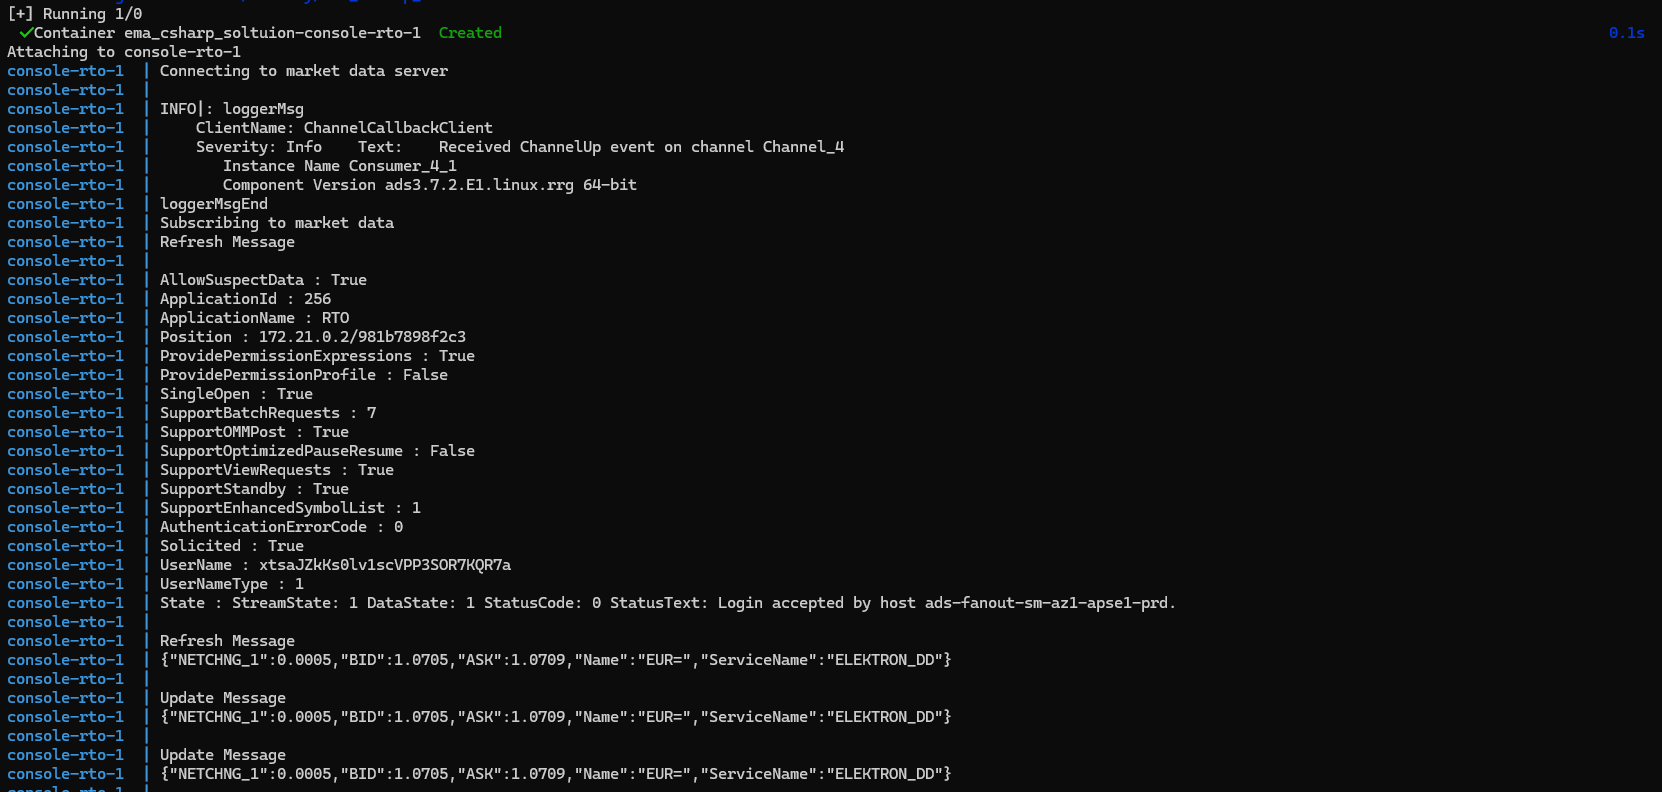 [+] Running 1/0
✓Container ema_csharp_soltuion-console-rto-1  Created 0.1s
Attaching to console-rto-1
console-rto-1  | Connecting to market data server
console-rto-1  |
console-rto-1  | INFO|: loggerMsg
console-rto-1  |     ClientName: ChannelCallbackClient
console-rto-1  |     Severity: Info    Text:    Received ChannelUp event on channel Channel_4
console-rto-1  |        Instance Name Consumer_4_1
console-rto-1  |        Component Version ads3.7.2.E1.linux.rrg 64-bit
console-rto-1  | loggerMsgEnd
console-rto-1  | Subscribing to market data
console-rto-1  | Refresh Message
console-rto-1  |
console-rto-1  | AllowSuspectData : True
console-rto-1  | ApplicationId : 256
console-rto-1  | ApplicationName : RTO
console-rto-1  | Position : 172.21.0.2/981b7898f2c3
console-rto-1  | ProvidePermissionExpressions : True
console-rto-1  | ProvidePermissionProfile : False
console-rto-1  | SingleOpen : True
console-rto-1  | SupportBatchRequests : 7
console-rto-1  | SupportOMMPost : True
console-rto-1  | SupportOptimizedPauseResume : False
console-rto-1  | SupportViewRequests : True
console-rto-1  | SupportStandby : True
console-rto-1  | SupportEnhancedSymbolList : 1
console-rto-1  | AuthenticationErrorCode : 0
console-rto-1  | Solicited : True
console-rto-1  | UserName : xtsaJZkKs0lv1scVPP3SOR7KQR7a
console-rto-1  | UserNameType : 1
console-rto-1  | State : StreamState: 1 DataState: 1 StatusCode: 0 StatusText: Login accepted by host ads-fanout-sm-az1-apse1-prd.
console-rto-1  |
console-rto-1  | Refresh Message
console-rto-1  | {"NETCHNG_1":0.0005,"BID":1.0705,"ASK":1.0709,"Name":"EUR=","ServiceName":"ELEKTRON_DD"}
console-rto-1  |
console-rto-1  | Update Message
console-rto-1  | {"NETCHNG_1":0.0005,"BID":1.0705,"ASK":1.0709,"Name":"EUR=","ServiceName":"ELEKTRON_DD"}
console-rto-1  |
console-rto-1  | Update Message
console-rto-1  | {"NETCHNG_1":0.0005,"BID":1.0705,"ASK":1.0709,"Name":"EUR=","ServiceName":"ELEKTRON_DD"}